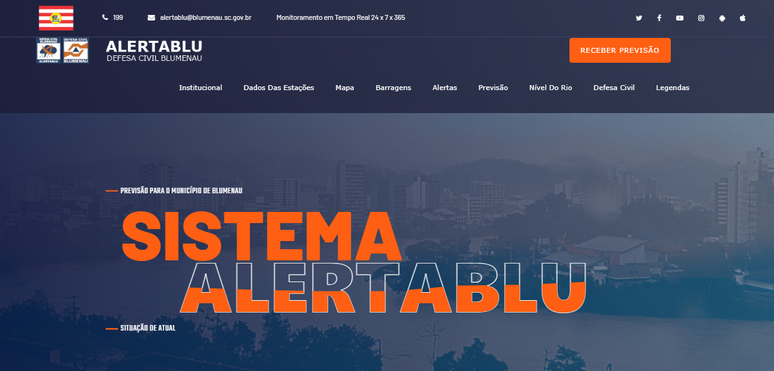 199 alertablu@blumenau.sc.gov.br Monitoramento em Tempo Real 24 x 7 x 365
ALERTABLU
DEFESA CIVIL BLUMENAU
RECEBER PREVISÃO
Institucional Dados Das Estações Mapa Barragens Alertas Previsão Nível Do Rio Defesa Civil Legendas
PREVISÃO PARA O MUNICÍPIO DE BLUMENAU
SISTEMA
ALERTABLU
SITUAÇÃO DE ATUAL